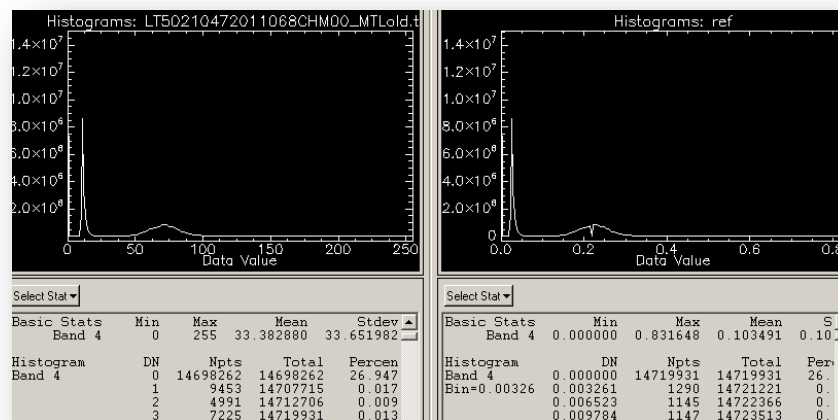 Histograms: LT50210472011068CHM00_MTLold.t
1.4×10⁷
1.2×10⁷
1.0×10⁷
8.0×10⁶
6.0×10⁶
4.0×10⁶
2.0×10⁶
0 50 100 150 200 250
Data Value
Select Stat
Basic Stats Min Max Mean Stdev
Band 4 0 255 33.382880 33.651982
Histogram DN Npts Total Percen
Band 4 0 14698262 14698262 26.947
1 9453 14707715 0.017
2 4991 14712706 0.009
3 7225 14719931 0.013
Histograms: ref
1.4×10⁷
1.2×10⁷
1.0×10⁷
8.0×10⁶
6.0×10⁶
4.0×10⁶
2.0×10⁶
0
0.0 0.2 0.4 0.6 0.8
Data Value
Select Stat
Basic Stats Min Max Mean S
Band 4 0.000000 0.831648 0.103491 0.10
Histogram DN Npts Total Per
Band 4 0.000000 14719931 14719931 26
Bin=0.00326 0.003261 1290 14721221 0.
0.006523 1145 14722366 0.
0.009784 1147 14723513 0.